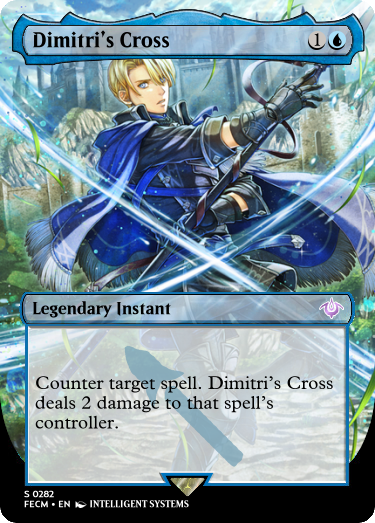 Dimitri's Cross 1
Legendary Instant
Counter target spell. Dimitri's Cross
deals 2 damage to that spell's
controller.
S 0282
FECM • EN INTELLIGENT SYSTEMS